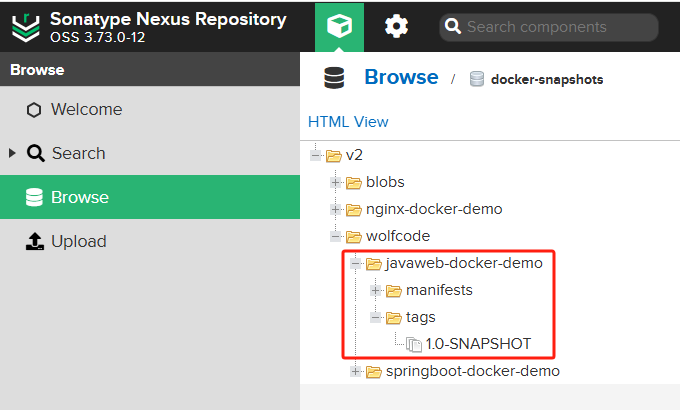 Sonatype Nexus Repository
OSS 3.73.0-12
Search components
Browse
Welcome
Search
Browse
Upload
Browse / docker-snapshots
HTML View
v2
blobs
nginx-docker-demo
wolfcode
javaweb-docker-demo
manifests
tags
1.0-SNAPSHOT
springboot-docker-demo